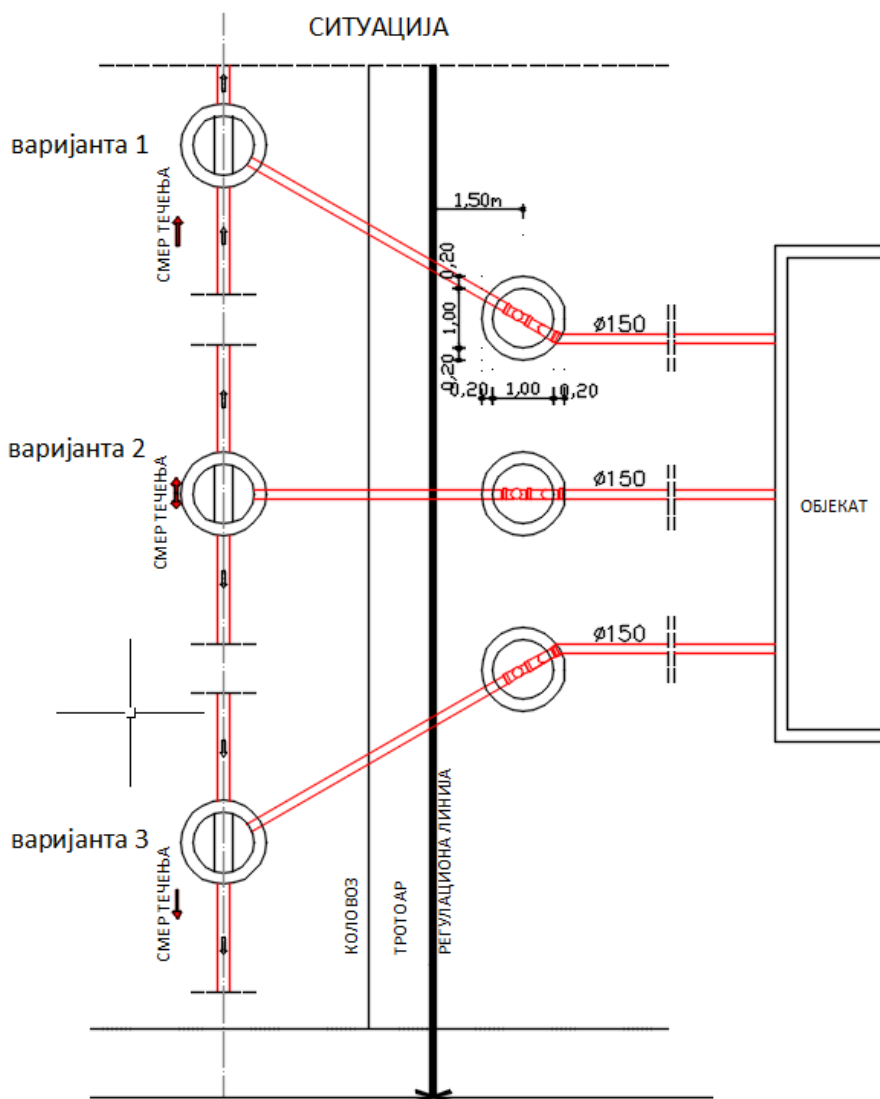 СИТУАЦИЈА
варијанта 1
СМЕР ТЕЧЕЊА
1,50m
0,20
1,00
0,20
0,20
1,00
0,20
ø150
варијанта 2
СМЕР ТЕЧЕЊА
ø150
ОБЈЕКАТ
ø150
варијанта 3
СМЕР ТЕЧЕЊА
КОЛОВОЗ
ТРОТОАР
РЕГУЛАЦИОНА ЛИНИЈА